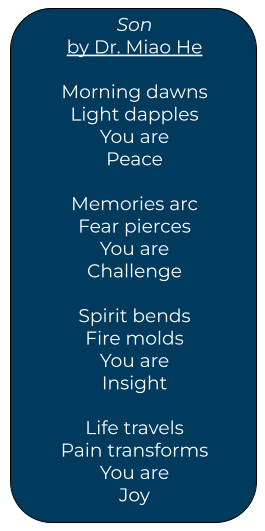 Son
by Dr. Miao He
Morning dawns
Light dapples
You are
Peace
Memories arc
Fear pierces
You are
Challenge
Spirit bends
Fire molds
You are
Insight
Life travels
Pain transforms
You are
Joy